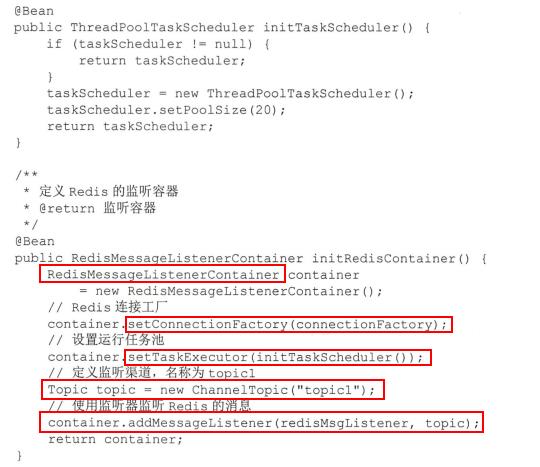 @Bean
public ThreadPoolTaskScheduler initTaskScheduler() {
    if (taskScheduler != null) {
        return taskScheduler;
    }
    taskScheduler = new ThreadPoolTaskScheduler();
    taskScheduler.setPoolSize(20);
    return taskScheduler;
}
/**
 * 定义 Redis 的监听容器
 * @return 监听容器
 */
@Bean
public RedisMessageListenerContainer initRedisContainer() {
    RedisMessageListenerContainer container
        = new RedisMessageListenerContainer();
    // Redis 连接工厂
    container.setConnectionFactory(connectionFactory);
    // 设置运行任务池
    container.setTaskExecutor(initTaskScheduler());
    // 定义监听渠道，名称为 topic1
    Topic topic = new ChannelTopic("topic1");
    // 使用监听器监听 Redis 的消息
    container.addMessageListener(redisMsgListener, topic);
    return container;
}